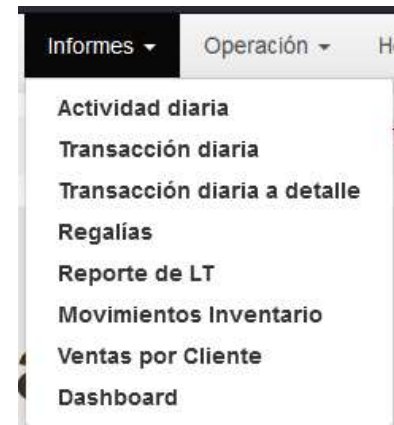 Informes Operación
Actividad diaria
Transacción diaria
Transacción diaria a detalle
Regalías
Reporte de LT
Movimientos Inventario
Ventas por Cliente
Dashboard